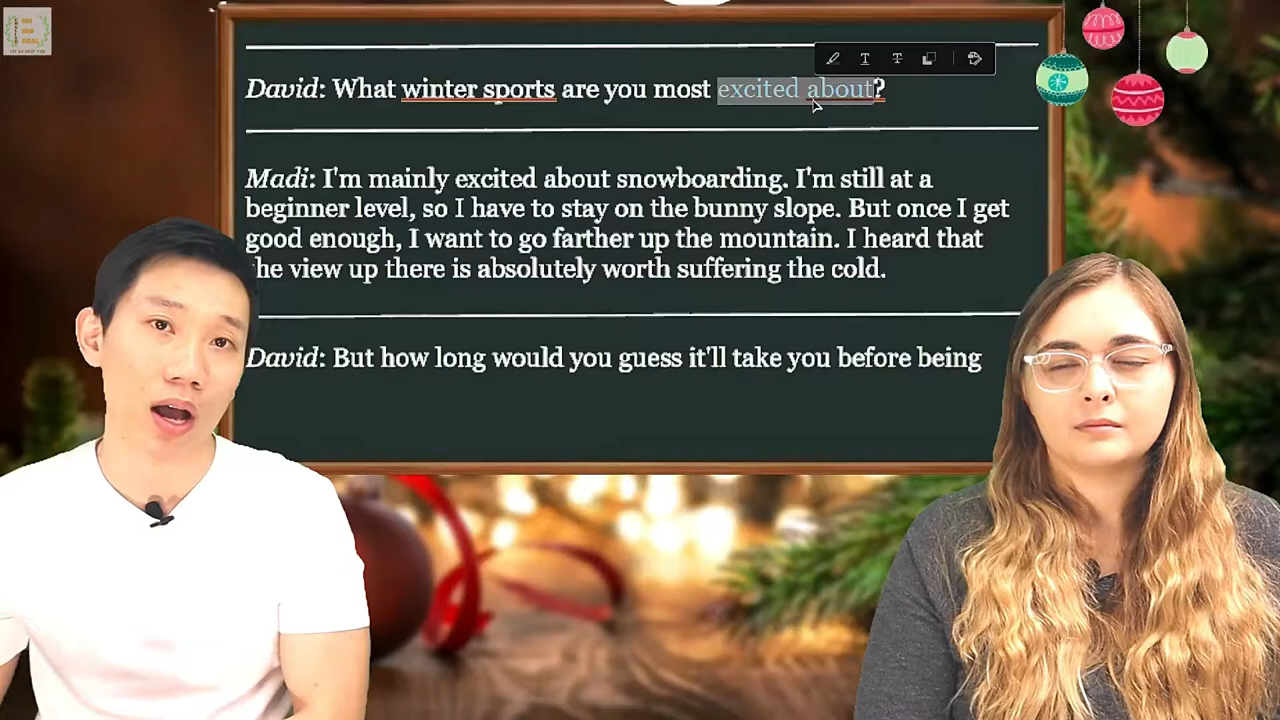 David: What winter sports are you most excited about?
Madi: I'm mainly excited about snowboarding. I'm still at a
beginner level, so I have to stay on the bunny slope. But once I get
good enough, I want to go farther up the mountain. I heard that
the view up there is absolutely worth suffering the cold.
David: But how long would you guess it'll take you before being